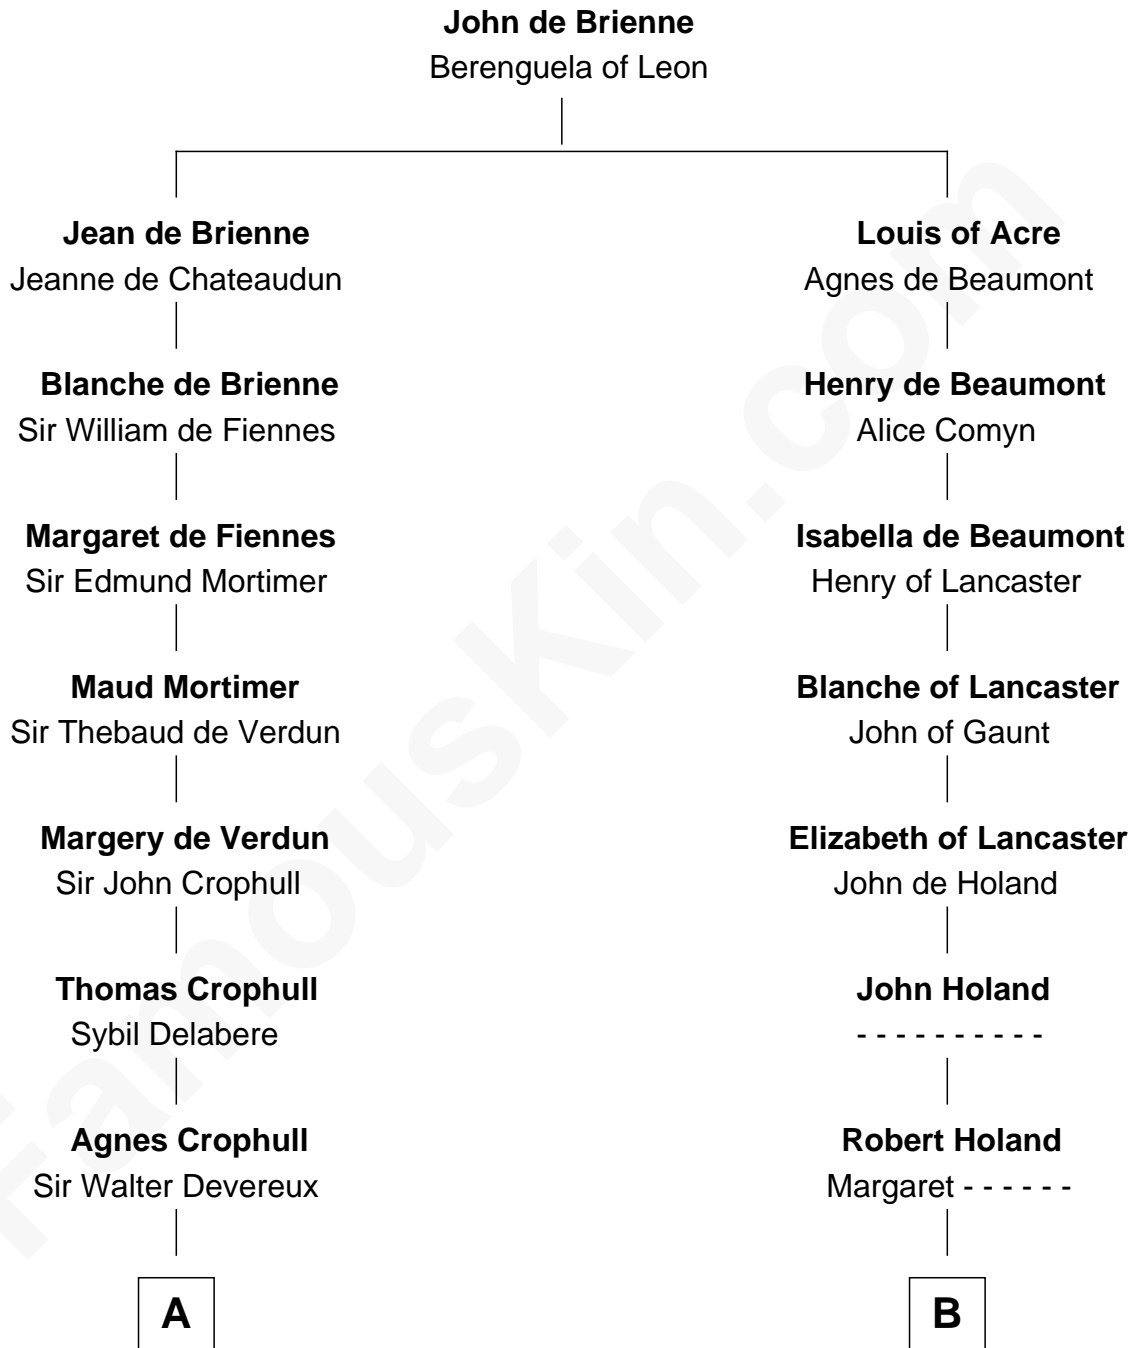 John de Brienne
Berenguela of Leon
Jean de Brienne
Jeanne de Chateaudun
Louis of Acre
Agnes de Beaumont
Blanche de Brienne
Sir William de Fiennes
Henry de Beaumont
Alice Comyn
Margaret de Fiennes
Sir Edmund Mortimer
Isabella de Beaumont
Henry of Lancaster
Maud Mortimer
Sir Thebaud de Verdun
Blanche of Lancaster
John of Gaunt
Margery de Verdun
Sir John Crophull
Elizabeth of Lancaster
John de Holand
Thomas Crophull
Sybil Delabere
John Holand
- - - - - - - - - -
Agnes Crophull
Sir Walter Devereux
Robert Holand
Margaret - - - - - -
A
B
FamousKin.com